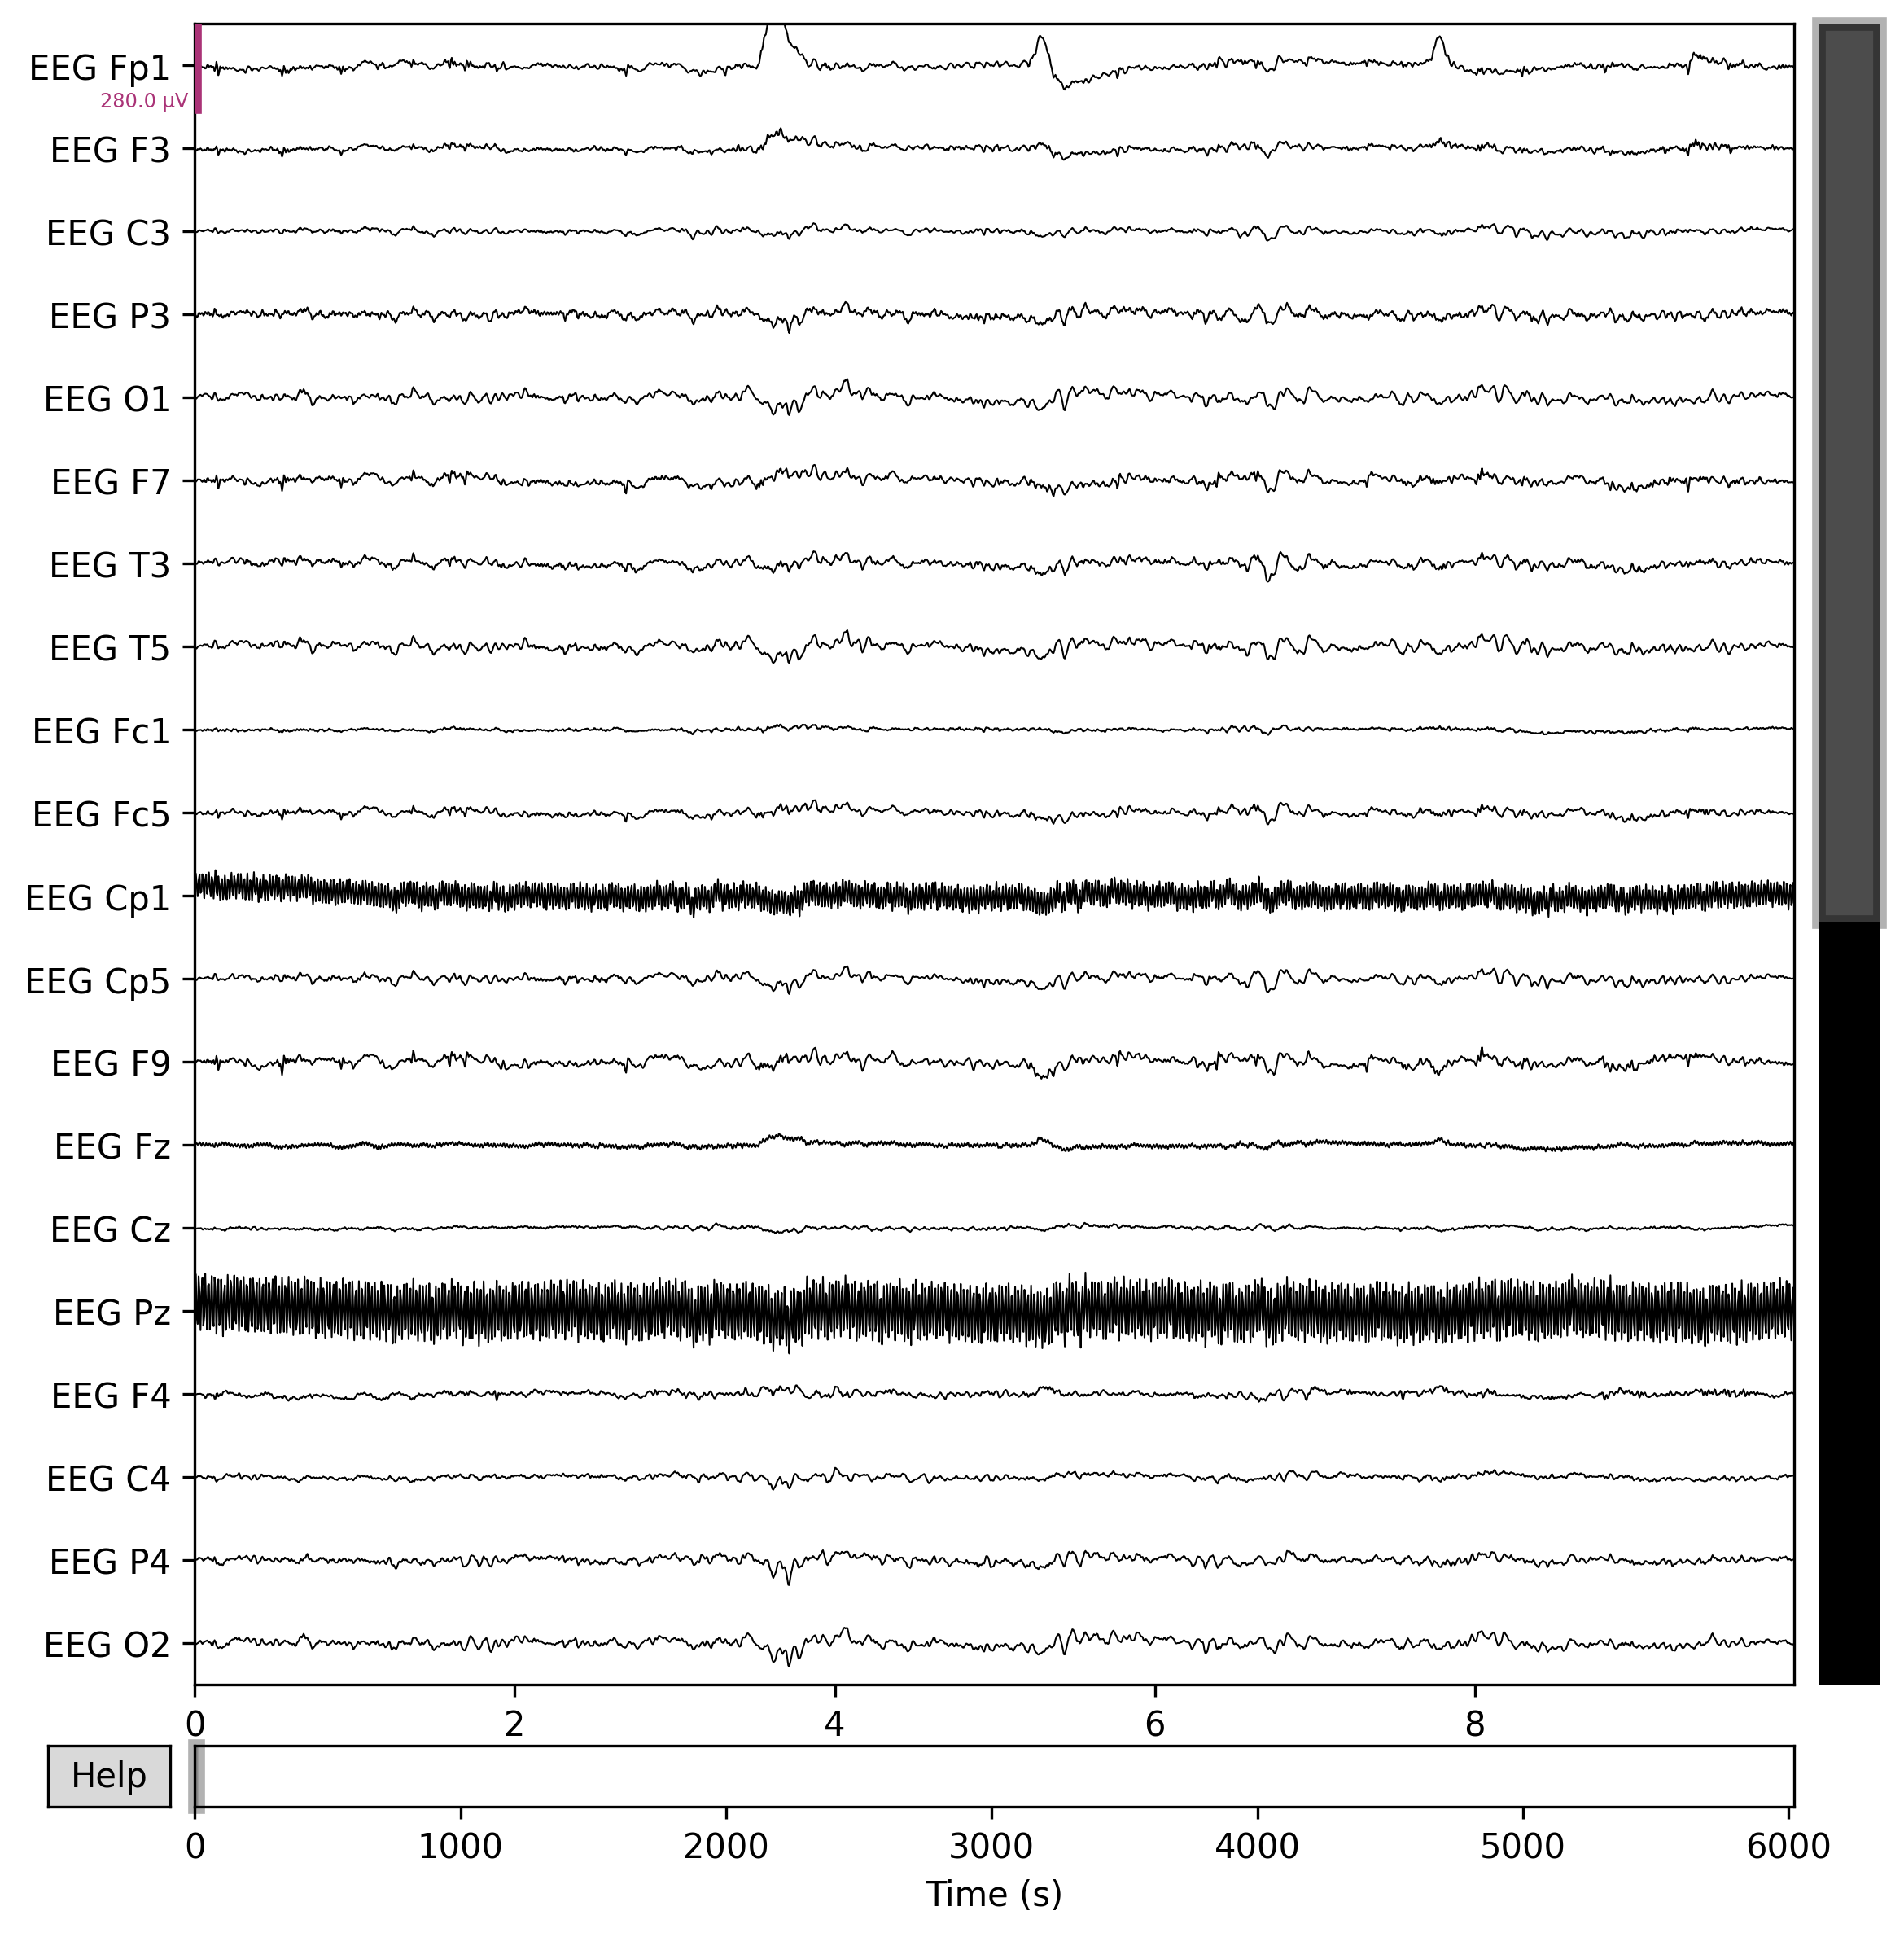 EEG Fp1
280.0 µV
EEG F3
EEG C3
EEG P3
EEG O1
EEG F7
EEG T3
EEG T5
EEG Fc1
EEG Fc5
EEG Cp1
EEG Cp5
EEG F9
EEG Fz
EEG Cz
EEG Pz
EEG F4
EEG C4
EEG P4
EEG O2
0 2 4 6 8
Help
0 1000 2000 3000 4000 5000 6000
Time (s)